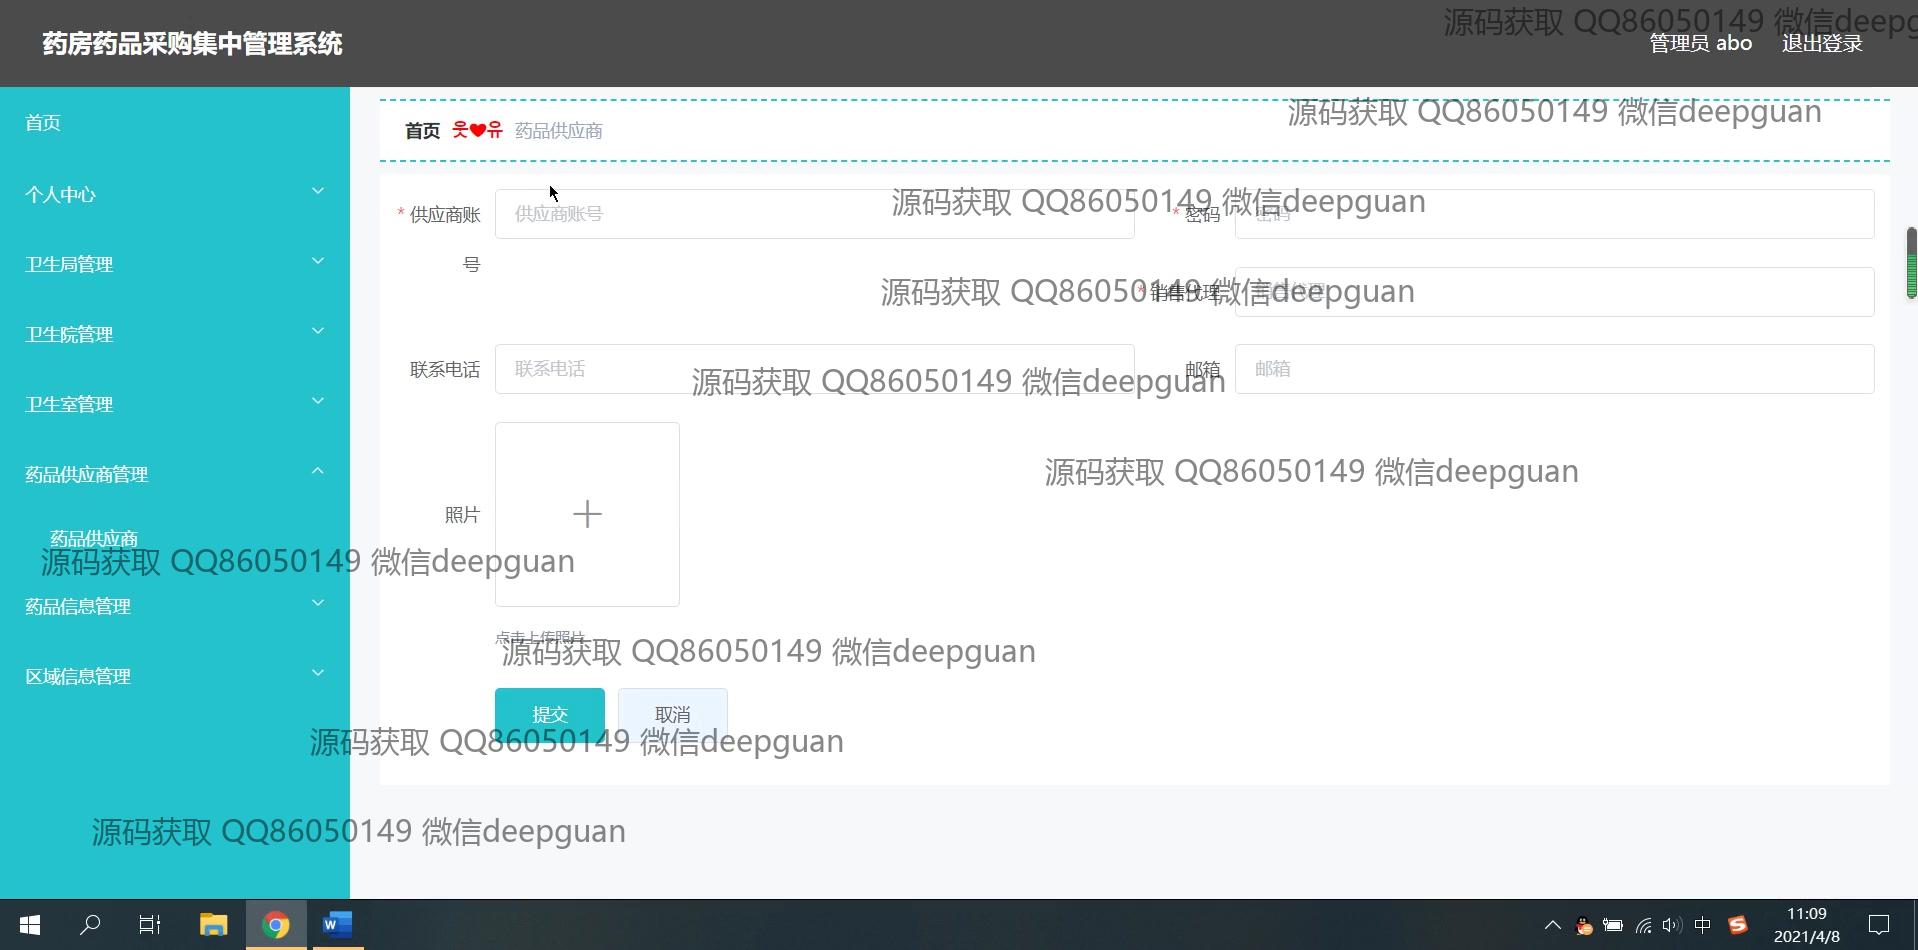 药房药品采购集中管理系统
源码获取 QQ86050149 微信deepg
管理员 abo
退出登录
首页
个人中心
卫生局管理
卫生院管理
卫生室管理
药品供应商管理
药品供应商
药品信息管理
区域信息管理
首页 웃❤유 药品供应商
源码获取 QQ86050149 微信deepguan
* 供应商账号
供应商账号
* 密码
密码
源码获取 QQ86050149 微信deepguan
* 销售代理
源码获取 QQ86050149 微信deepguan
联系电话
联系电话
邮箱
邮箱
源码获取 QQ86050149 微信deepguan
源码获取 QQ86050149 微信deepguan
照片
源码获取 QQ86050149 微信deepguan
点击上传照片
源码获取 QQ86050149 微信deepguan
提交
取消
源码获取 QQ86050149 微信deepguan
源码获取 QQ86050149 微信deepguan
中
11:09
2021/4/8